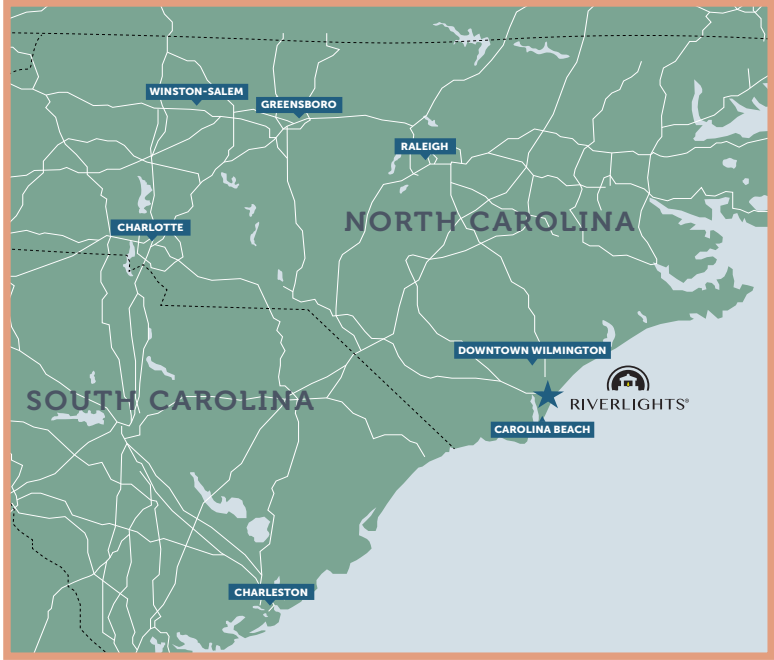 WINSTON-SALEM
GREENSBORO
RALEIGH
NORTH CAROLINA
CHARLOTTE
DOWNTOWN WILMINGTON
RIVERLIGHTS®
SOUTH CAROLINA
CAROLINA BEACH
CHARLESTON